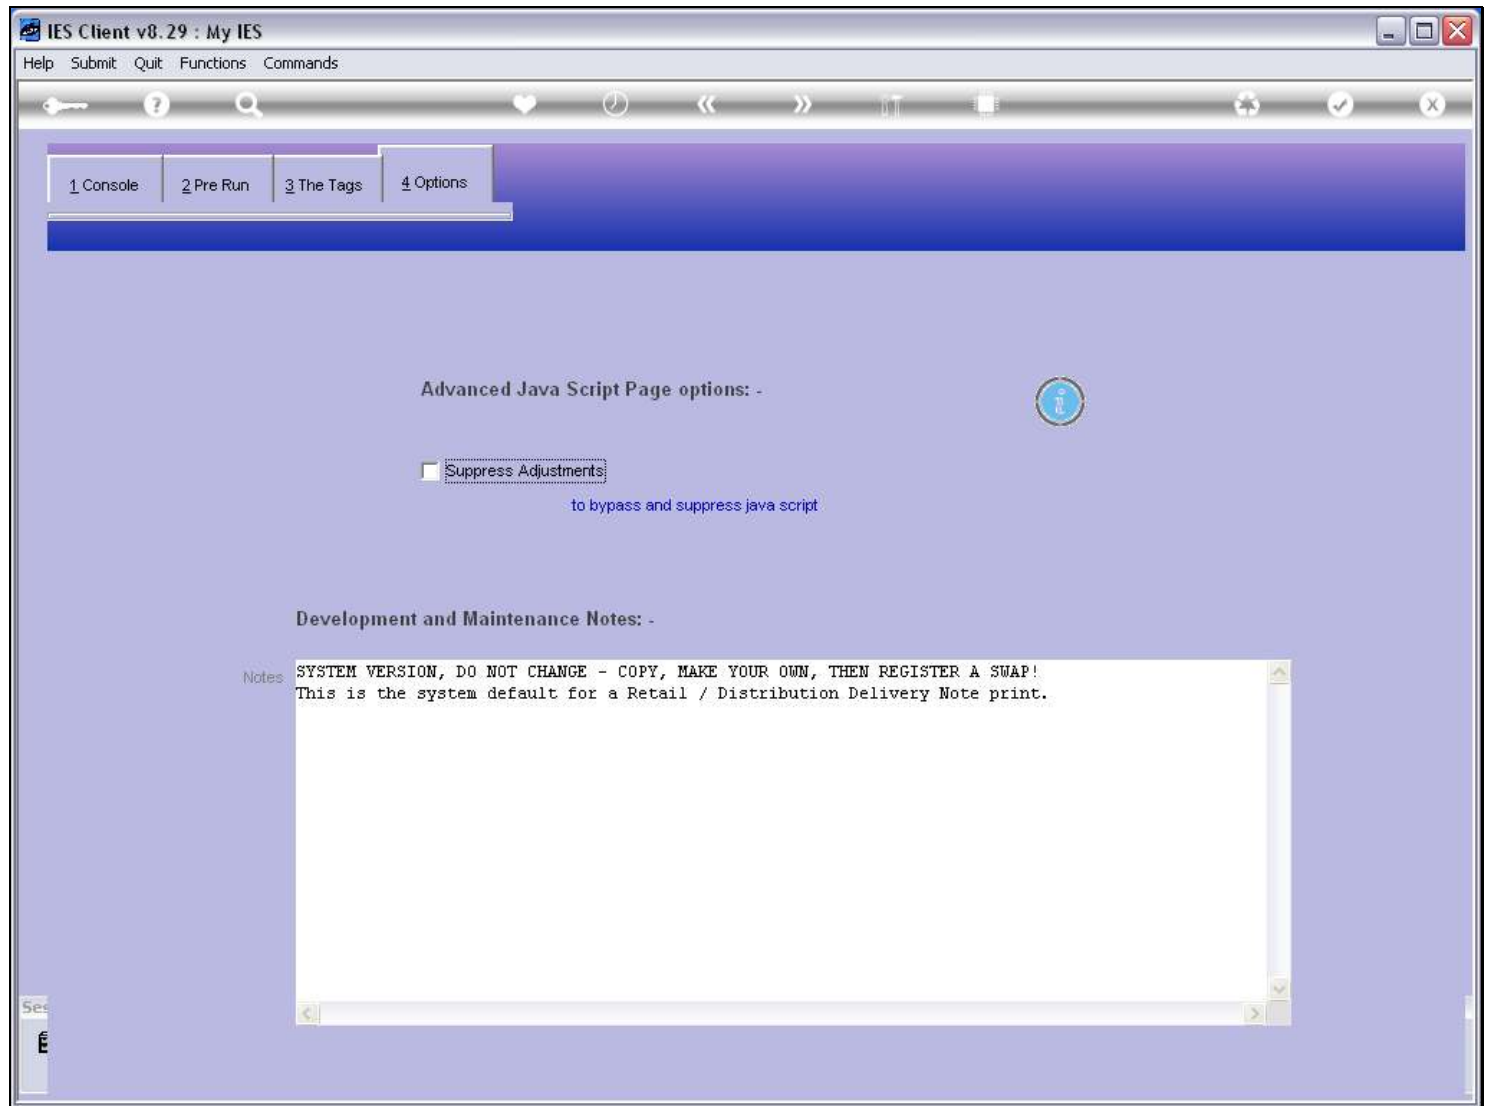 IES Client v8.29 : My IES
Help Submit Quit Functions Commands
1 Console 2 Pre Run 3 The Tags 4 Options
Advanced Java Script Page options: -
Suppress Adjustments
to bypass and suppress java script
Development and Maintenance Notes: -
Notes
SYSTEM VERSION, DO NOT CHANGE - COPY, MAKE YOUR OWN, THEN REGISTER A SWAP!
This is the system default for a Retail / Distribution Delivery Note print.